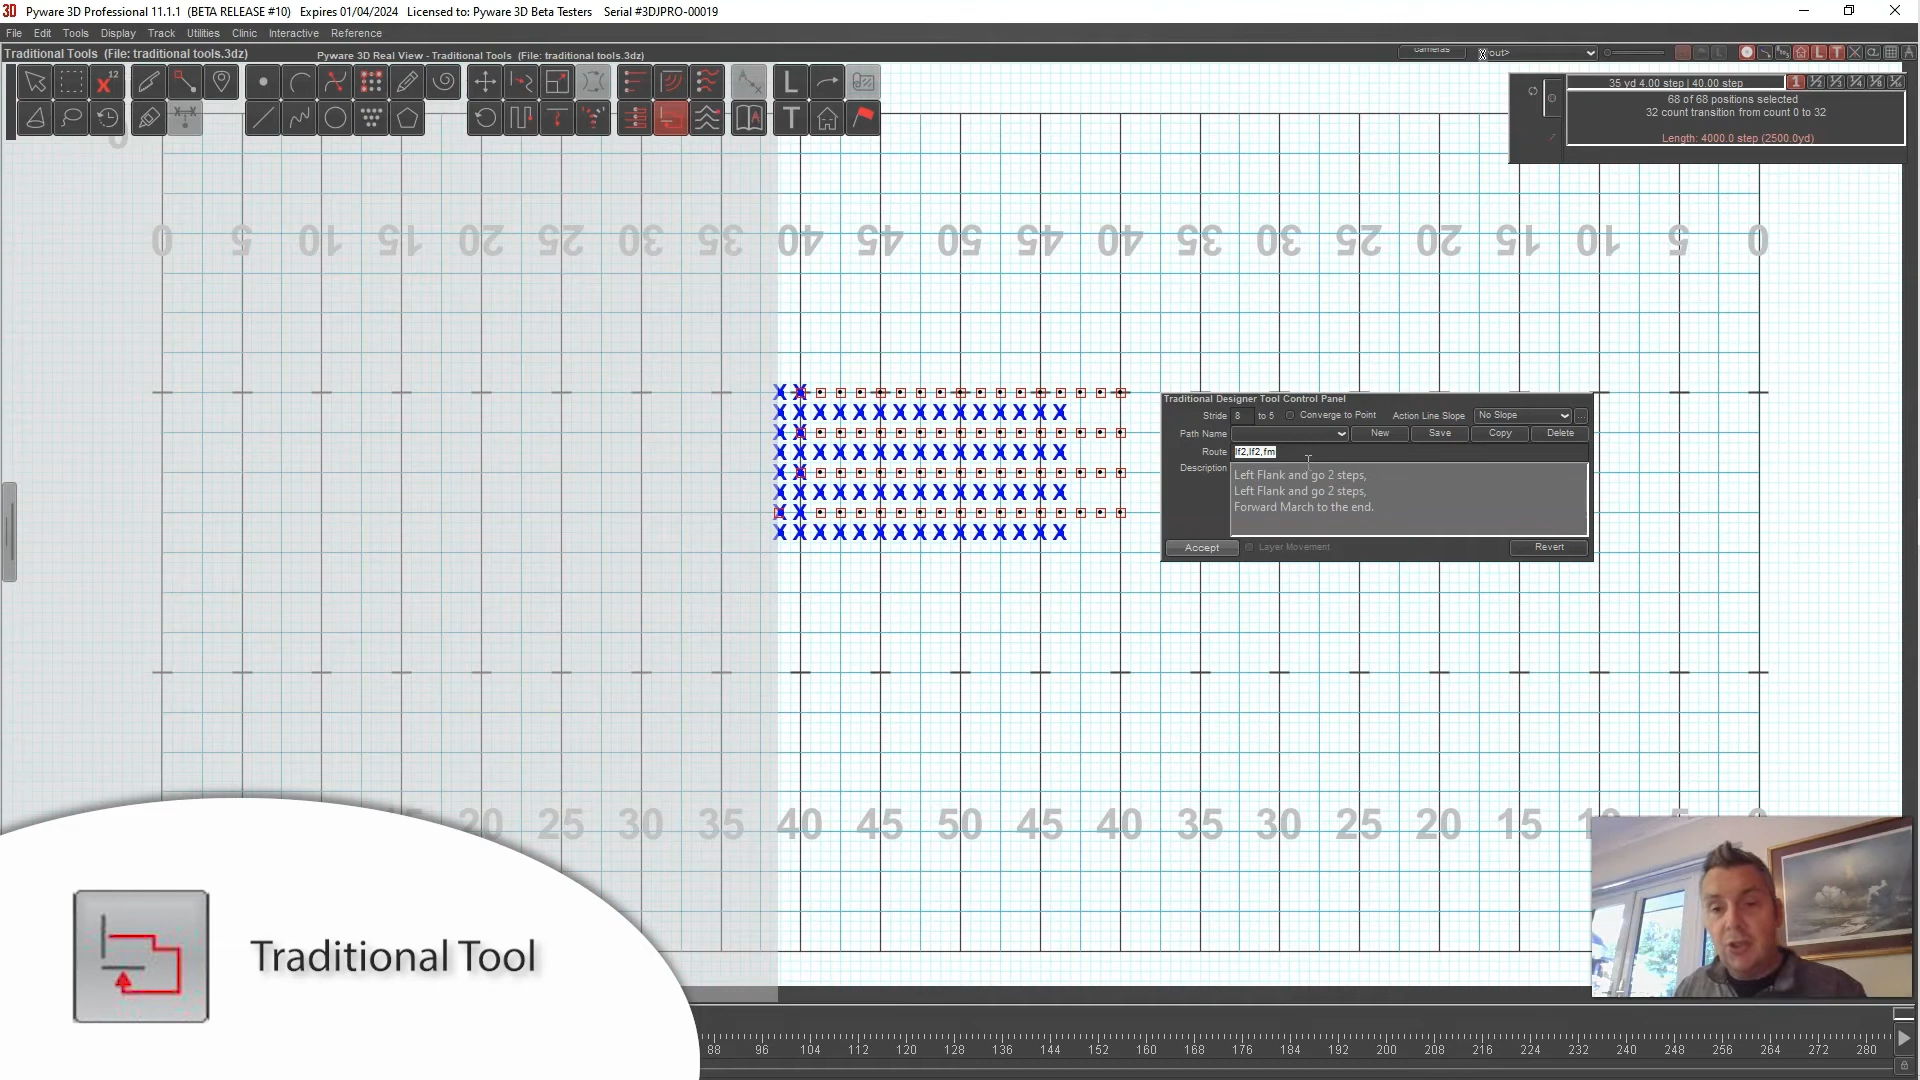 3D Pyware 3D Professional 11.1.1 (BETA RELEASE #10) Expires 01/04/2024 Licensed to: Pyware 3D Beta Testers Serial #3DJPRO-00019
File Edit Tools Display Track Utilities Clinic Interactive Reference
Traditional Tools (File: traditional tools.3dz) Pyware 3D Real View - Traditional Tools (File: traditional tools.3dz)
cameras
35 yd 4.00 step | 40.00 step
68 of 68 positions selected
32 count transition from count 0 to 32
Length: 4000.0 step (2500.0yd)
0 5 10 15 20 25 30 35 40 45 50 45 40 35 30 25 20 15 10 5 0
X X
X X X X X X X X X X X X X X X
X X
X X X X X X X X X X X X X X X
X X
X X X X X X X X X X X X X X X
X X
X X X X X X X X X X X X X X X
Traditional Designer Tool Control Panel
Stride 8 to 5 Converge to Point Action Line Slope No Slope
Path Name New Save Copy Delete
Route lf2,lf2,fm
Description Left Flank and go 2 steps,
Left Flank and go 2 steps,
Forward March to the end.
Accept Layer Movement Revert
20 25 30 35 40 45 50 45 40 35 30 25 20 15
Traditional Tool
88 96 104 112 120 128 136 144 152 160 168 176 184 192 200 208 216 224 232 240 248 256 264 272 280